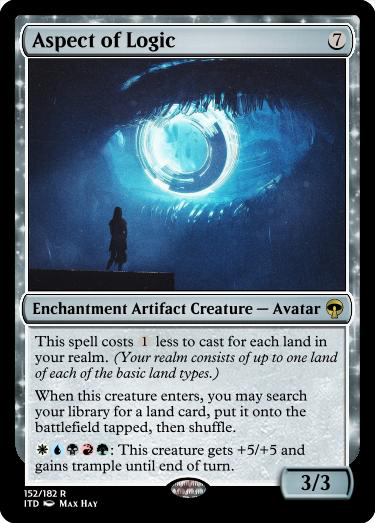 Aspect of Logic 7
Enchantment Artifact Creature — Avatar
This spell costs 1 less to cast for each land in
your realm. (Your realm consists of up to one land
of each of the basic land types.)
When this creature enters, you may search
your library for a land card, put it onto the
battlefield tapped, then shuffle.
: This creature gets +5/+5 and
gains trample until end of turn.
3/3
152/182 R
ITD Max Hay